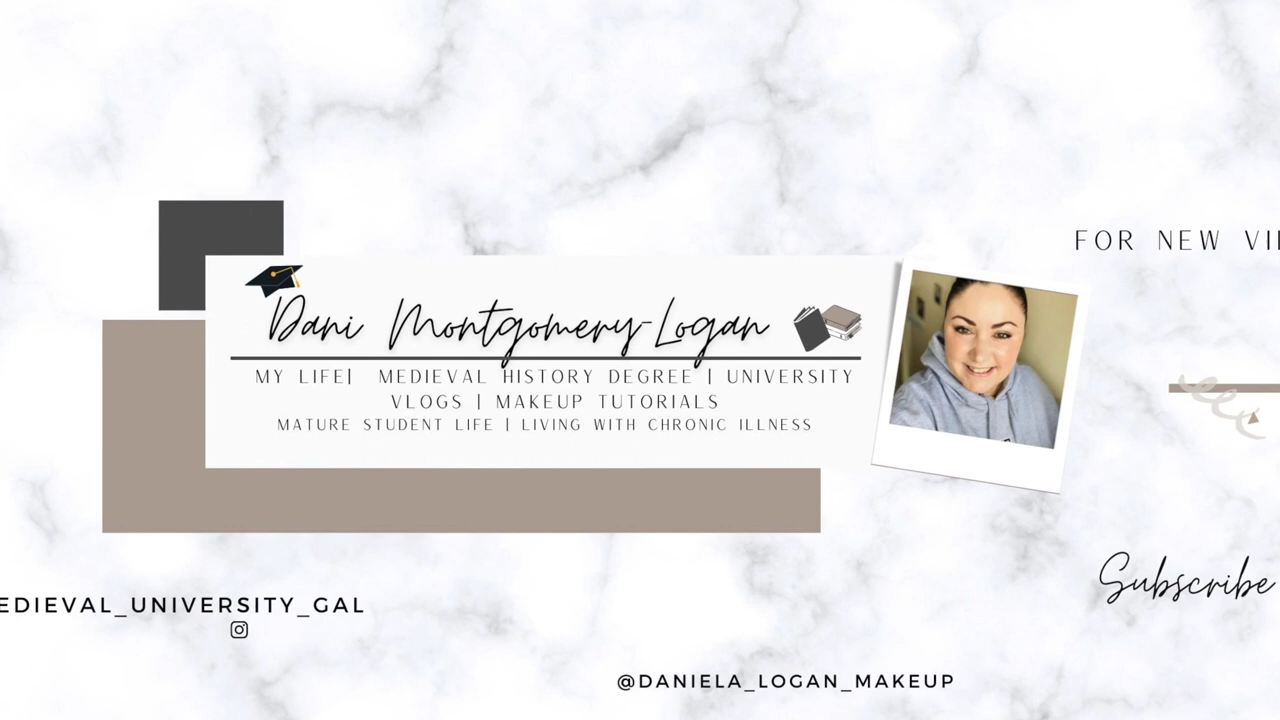 FOR NEW
Dani Montgomery-Logan
MY LIFE| MEDIEVAL HISTORY DEGREE | UNIVERSITY
VLOGS | MAKEUP TUTORIALS
MATURE STUDENT LIFE | LIVING WITH CHRONIC ILLNESS
Subscribe
EDIEVAL_UNIVERSITY_GAL
@DANIELA_LOGAN_MAKEUP